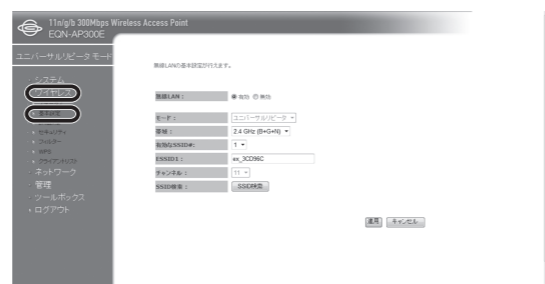 11n/g/b 300Mbps Wireless Access Point
EQN-AP300E
ユニバーサルリピータ モード
システム
ワイヤレス
基本設定
セキュリティ
フィルター
WPS
クライアントリスト
ネットワーク
管理
ツールボックス
ログアウト
無線LANの基本設定が行えます。
無線LAN : 有効 無効
モード : ユニバーサルリピータ
帯域 : 2.4 GHz (B+G+N)
有効なSSID#: 1
ESSID1 : ex_3CD96C
チャンネル : 11
SSID検索 : SSID検索
適用 キャンセル